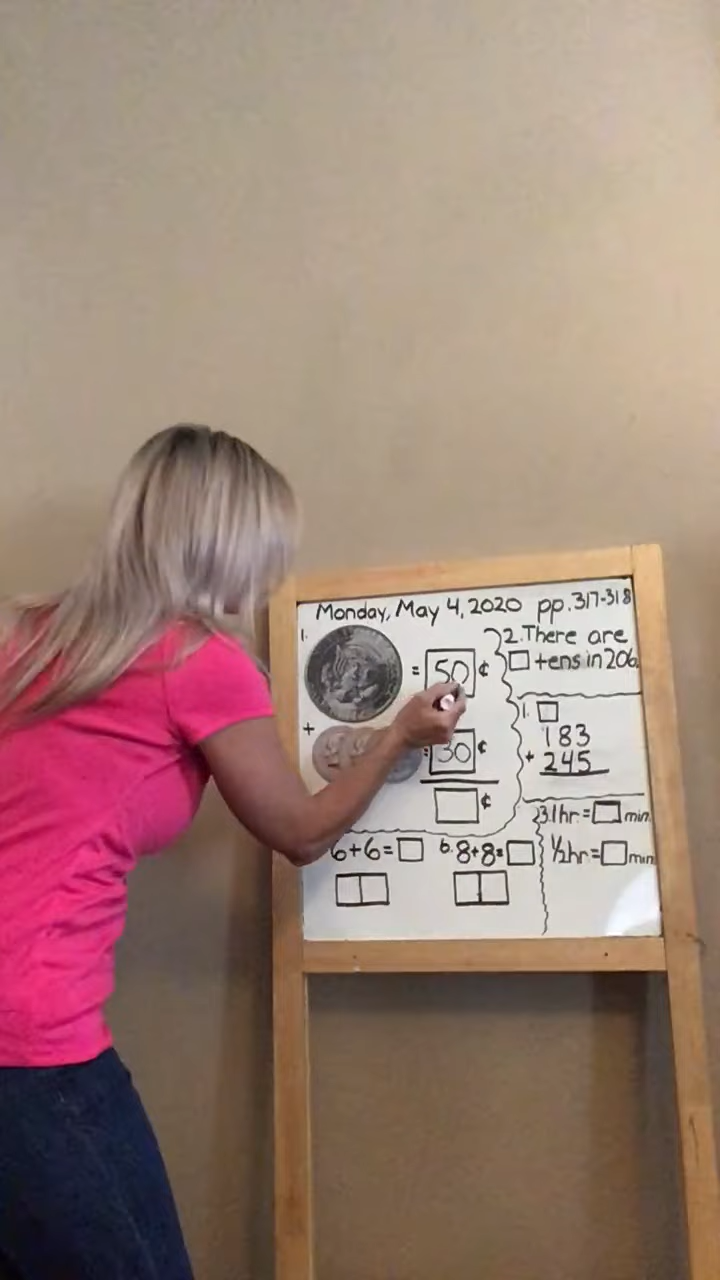 Monday, May 4, 2020 pp. 317-318
1.
= 50 ¢
+
= 30 ¢
¢
2. There are
tens in 206.
1.
183
+ 245
3. 1 hr. = min.
½ hr = min
6+6=
6. 8+8=